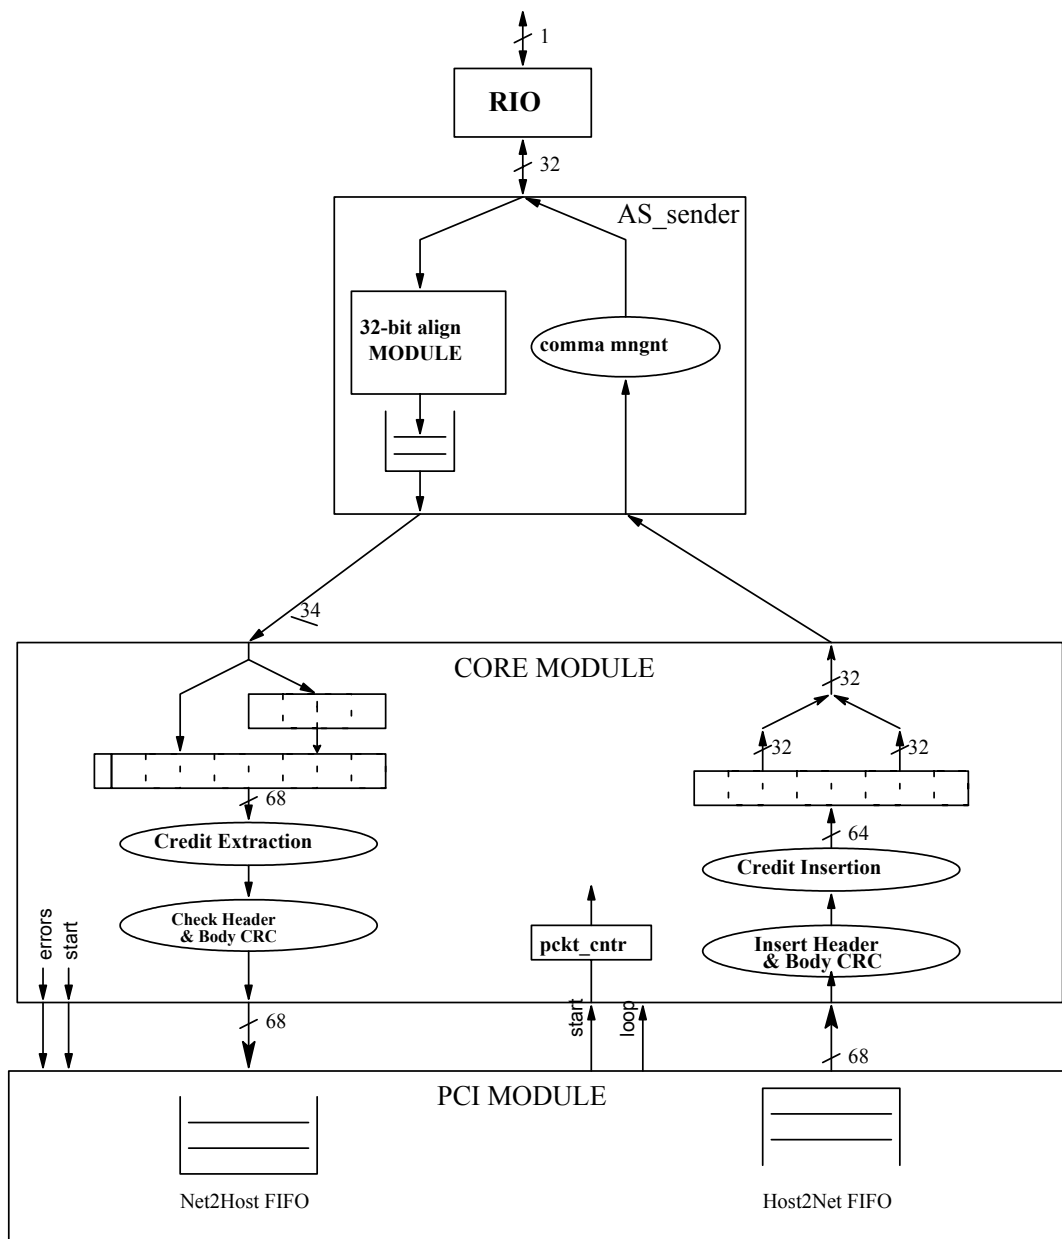 1
RIO
32
AS_sender
32-bit align
MODULE
comma mngnt
34
CORE MODULE
32
32
32
68
64
Credit Extraction
Credit Insertion
Check Header
& Body CRC
errors
start
pckt_cntr
Insert Header
& Body CRC
68
start
loop
68
PCI MODULE
Net2Host FIFO
Host2Net FIFO